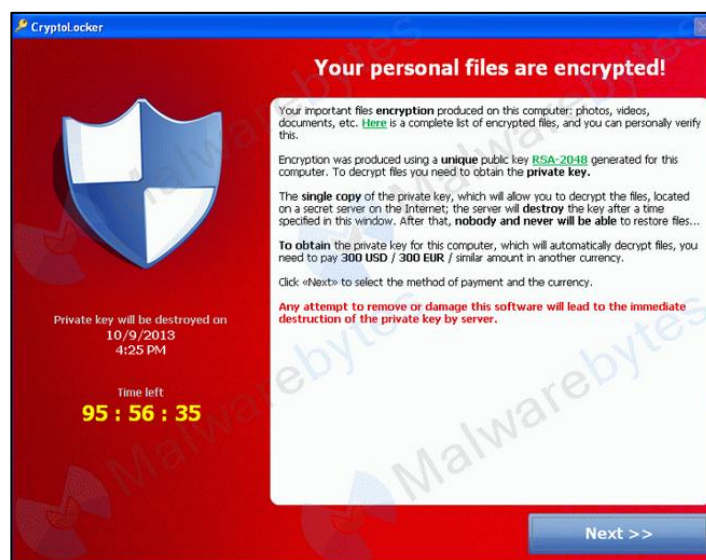 CryptoLocker
Your personal files are encrypted!
Your important files encryption produced on this computer: photos, videos,
documents, etc. Here is a complete list of encrypted files, and you can personally verify
this.
Encryption was produced using a unique public key RSA-2048 generated for this
computer. To decrypt files you need to obtain the private key.
The single copy of the private key, which will allow you to decrypt the files, located
on a secret server on the Internet; the server will destroy the key after a time
specified in this window. After that, nobody and never will be able to restore files...
To obtain the private key for this computer, which will automatically decrypt files, you
need to pay 300 USD / 300 EUR / similar amount in another currency.
Click «Next» to select the method of payment and the currency.
Any attempt to remove or damage this software will lead to the immediate
destruction of the private key by server.
Private key will be destroyed on
10/9/2013
4:25 PM
Time left
95 : 56 : 35
Next >>
Malwarebytes
Malwarebytes
Malwarebytes